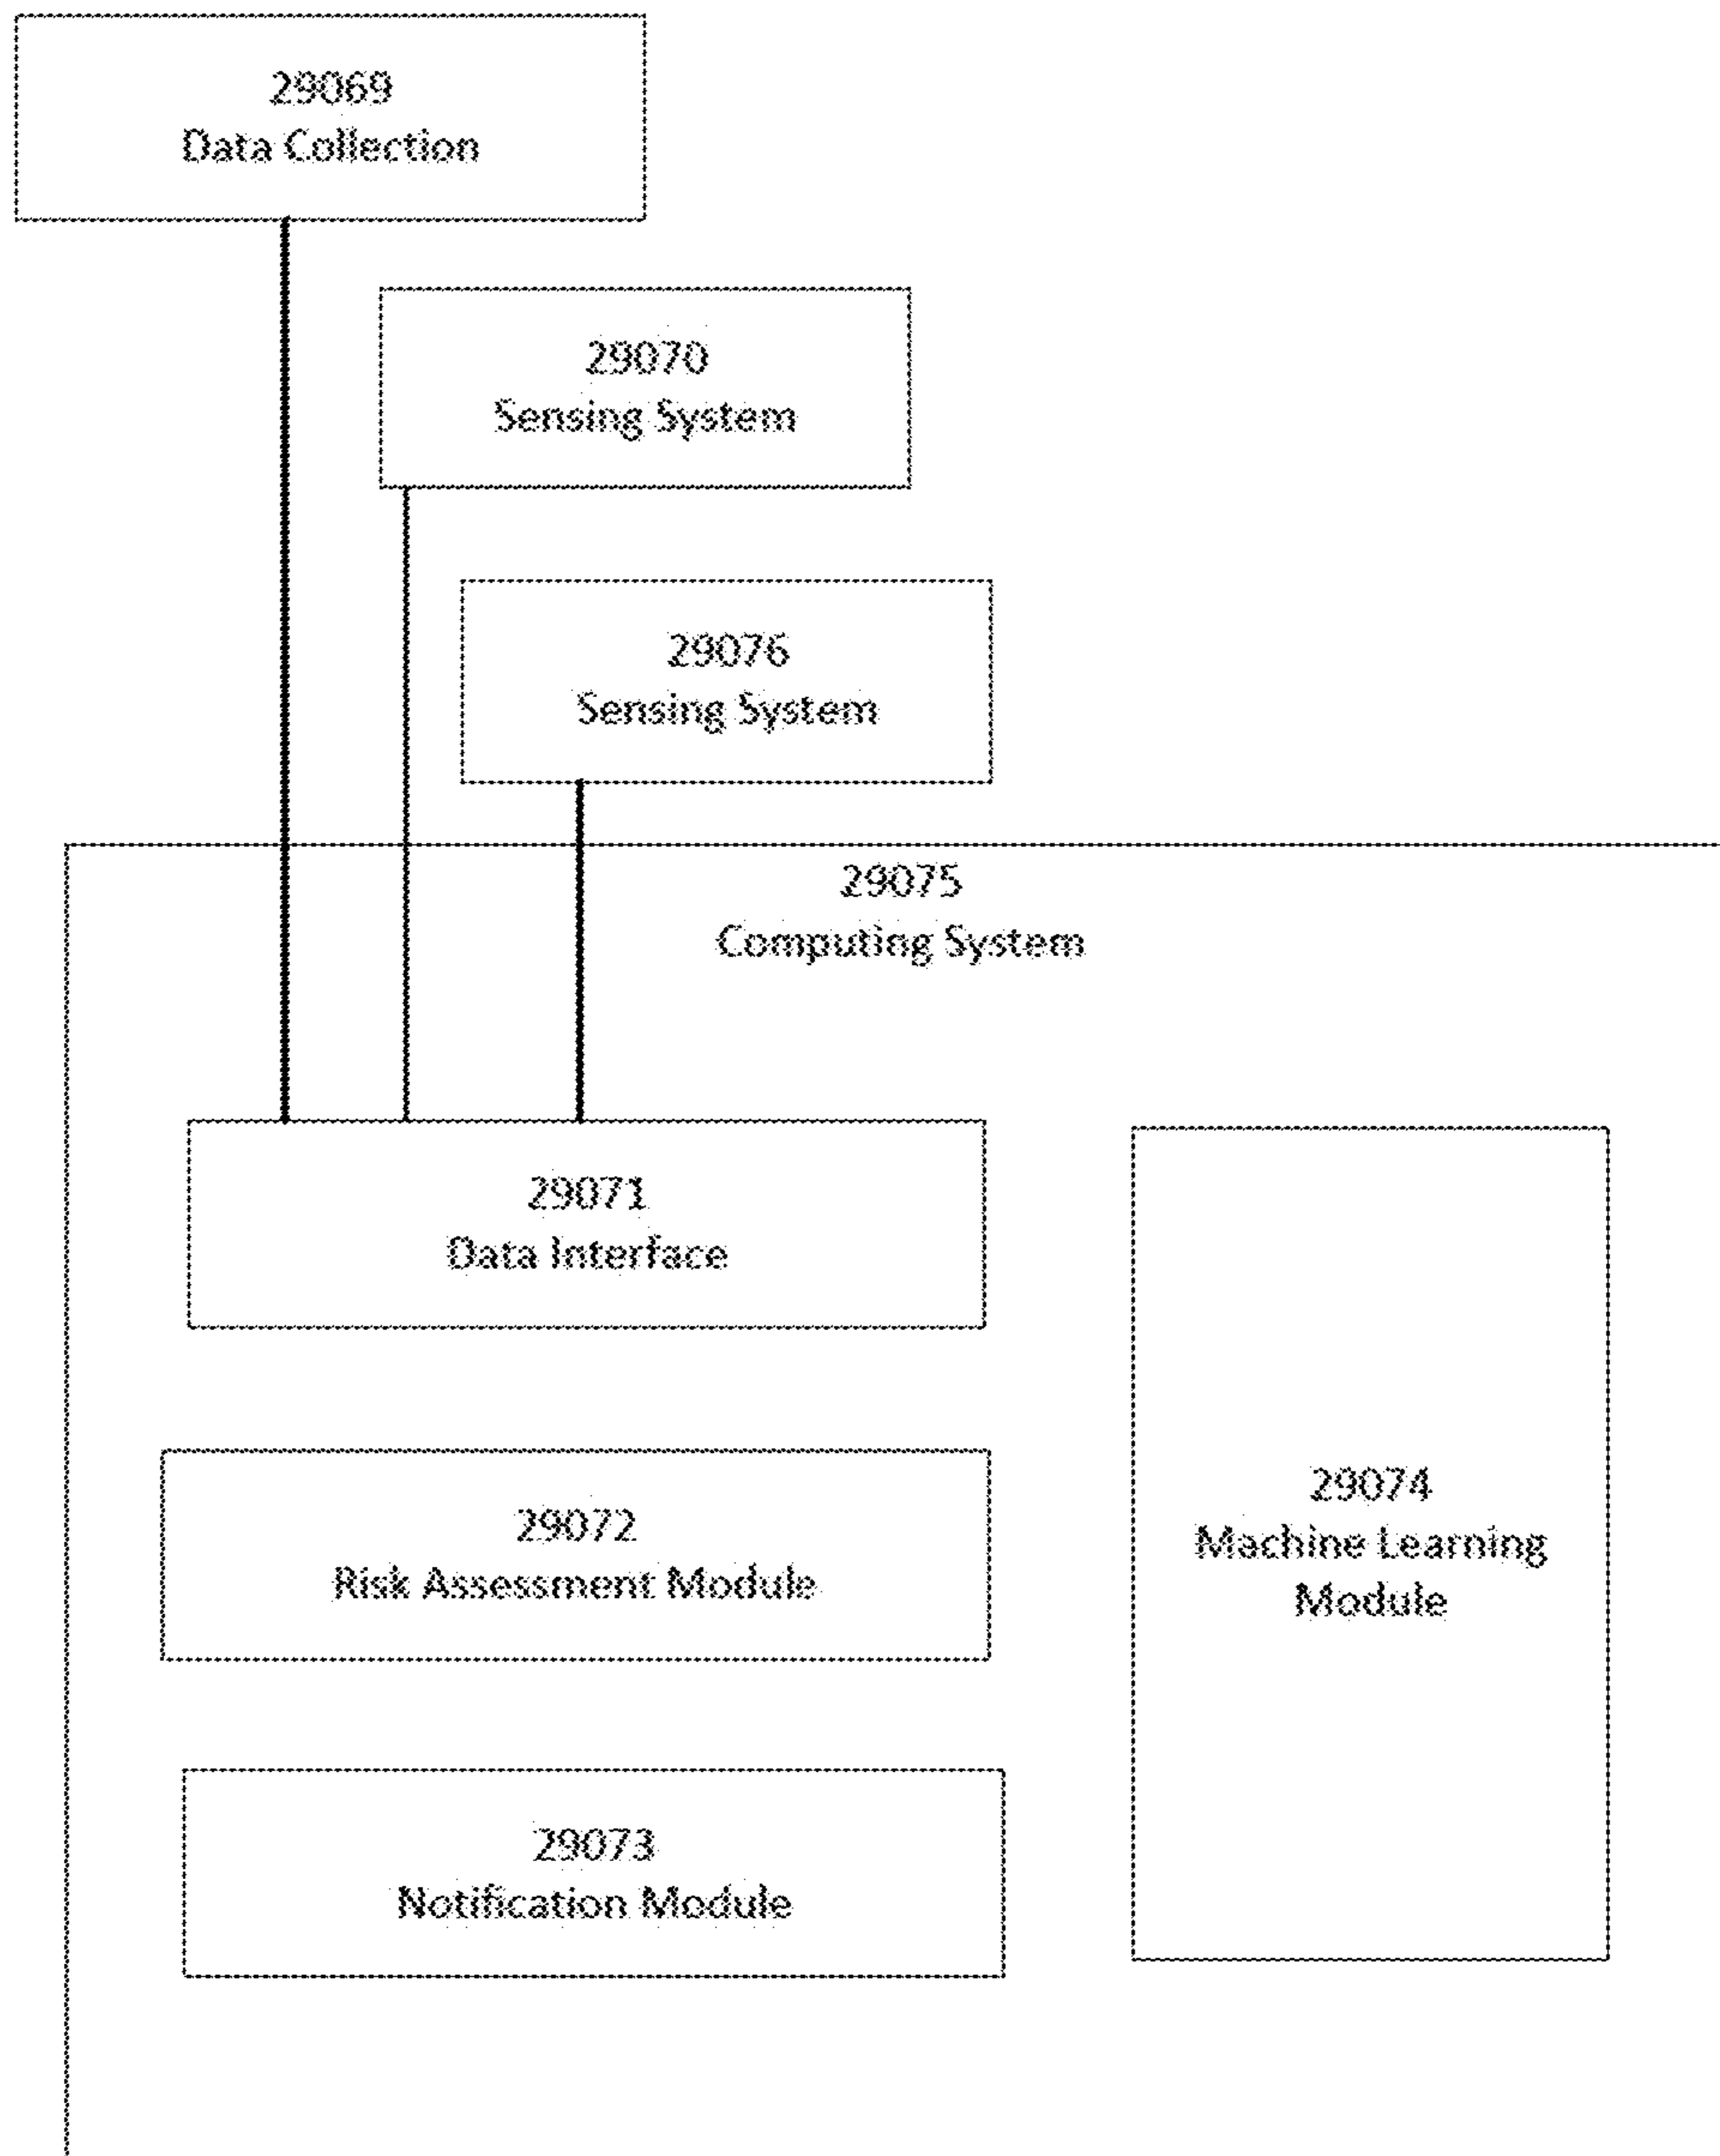 29069
Data Collection
29070
Sensing System
29076
Sensing System
29075
Computing System
29071
Data Interface
29072
Risk Assessment Module
29073
Notification Module
29074
Machine Learning
Module